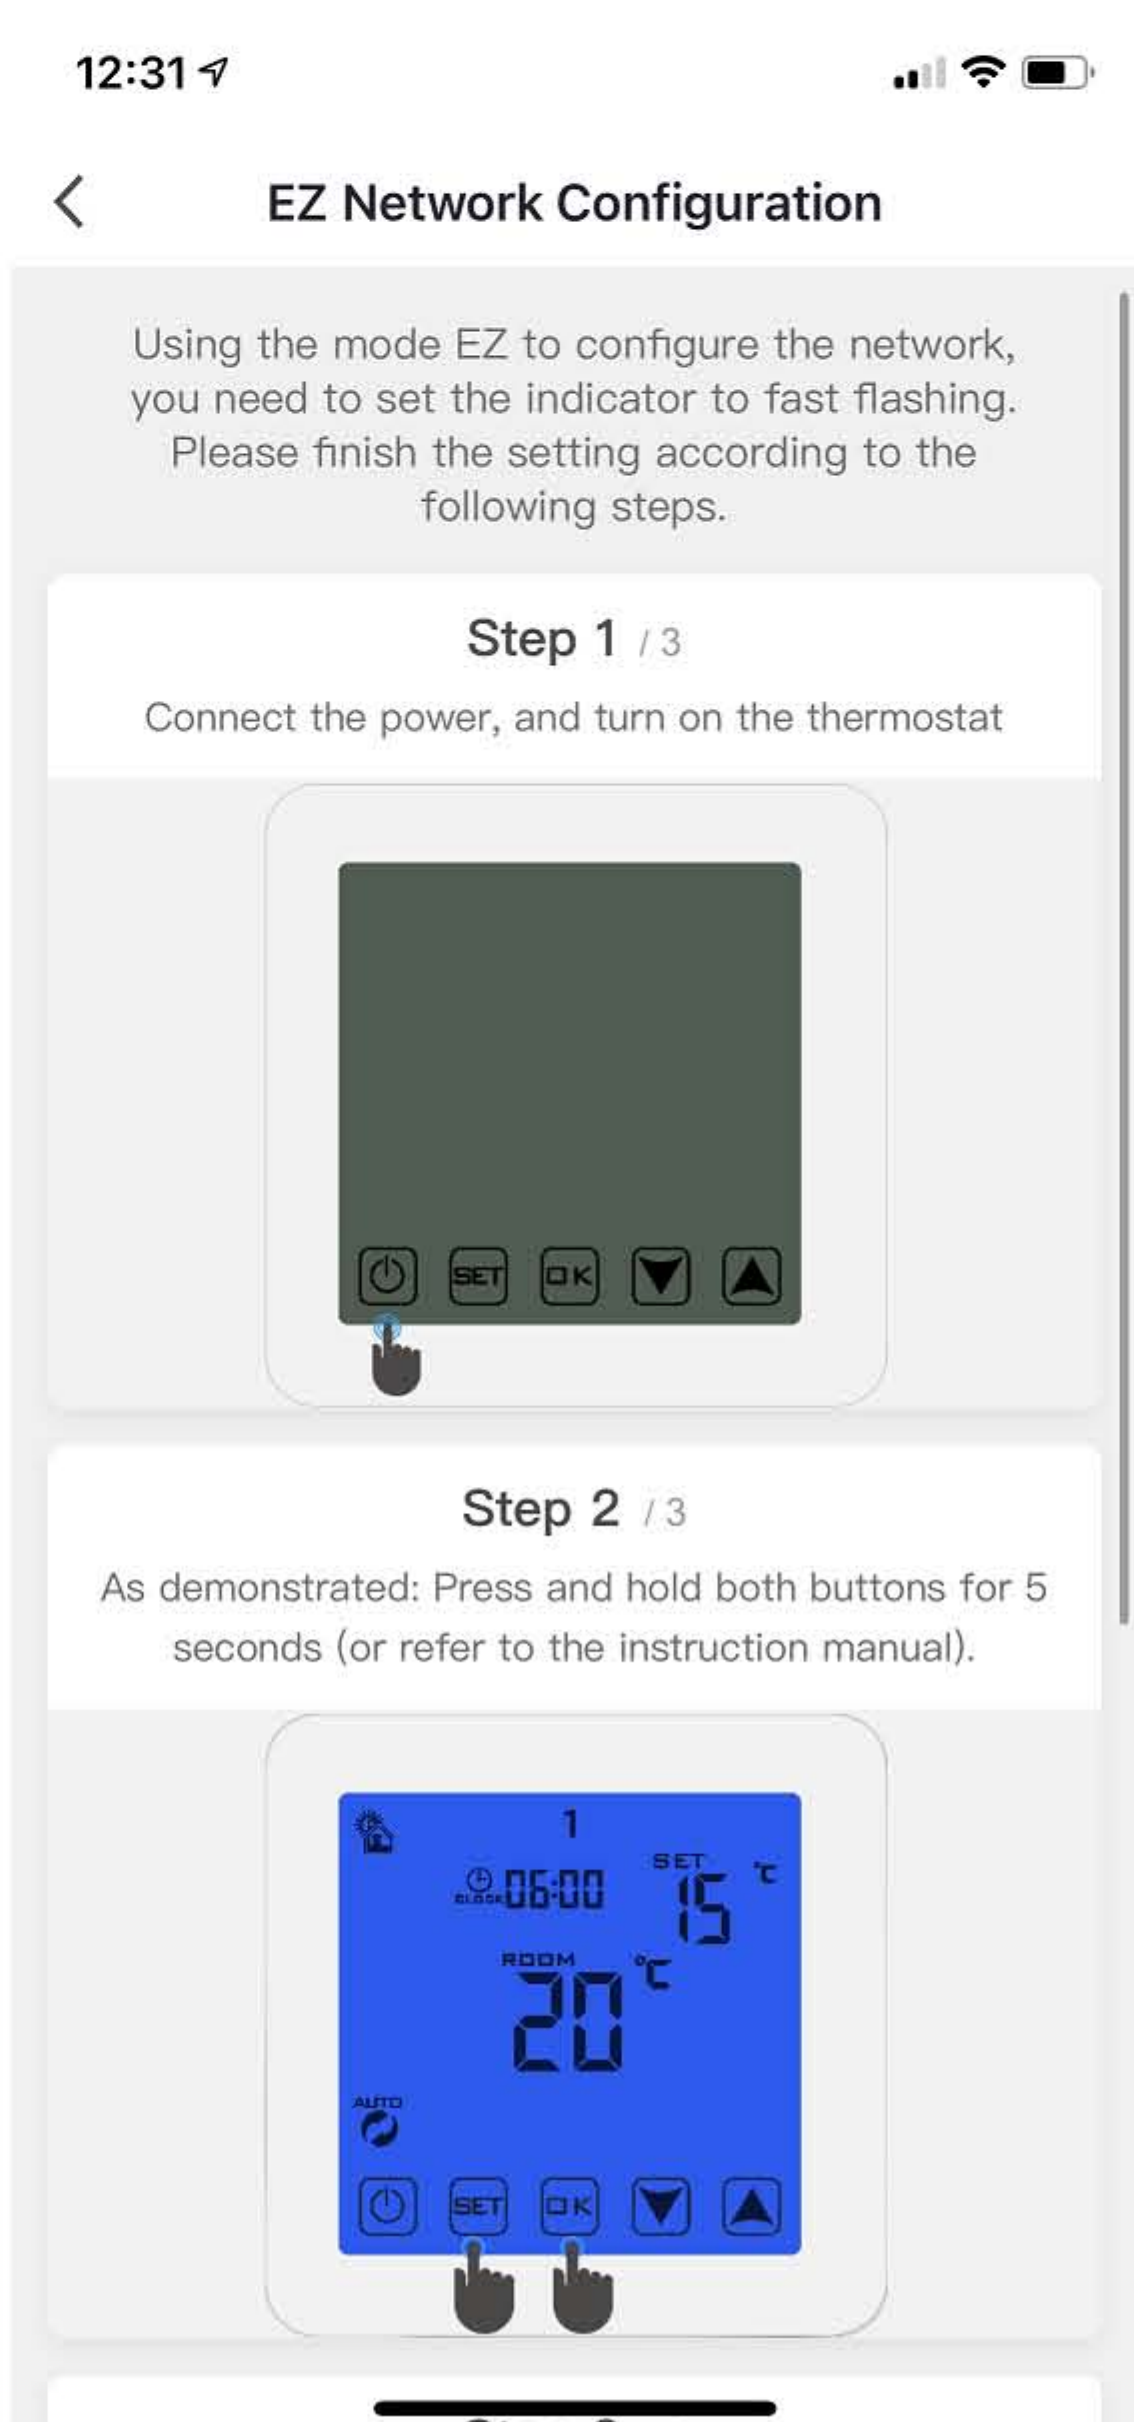 12:31
EZ Network Configuration
Using the mode EZ to configure the network,
you need to set the indicator to fast flashing.
Please finish the setting according to the
following steps.
Step 1 / 3
Connect the power, and turn on the thermostat
SET OK
Step 2 / 3
As demonstrated: Press and hold both buttons for 5
seconds (or refer to the instruction manual).
1
CLOCK 06:00 SET 15 °C
ROOM
20 °C
AUTO
SET OK